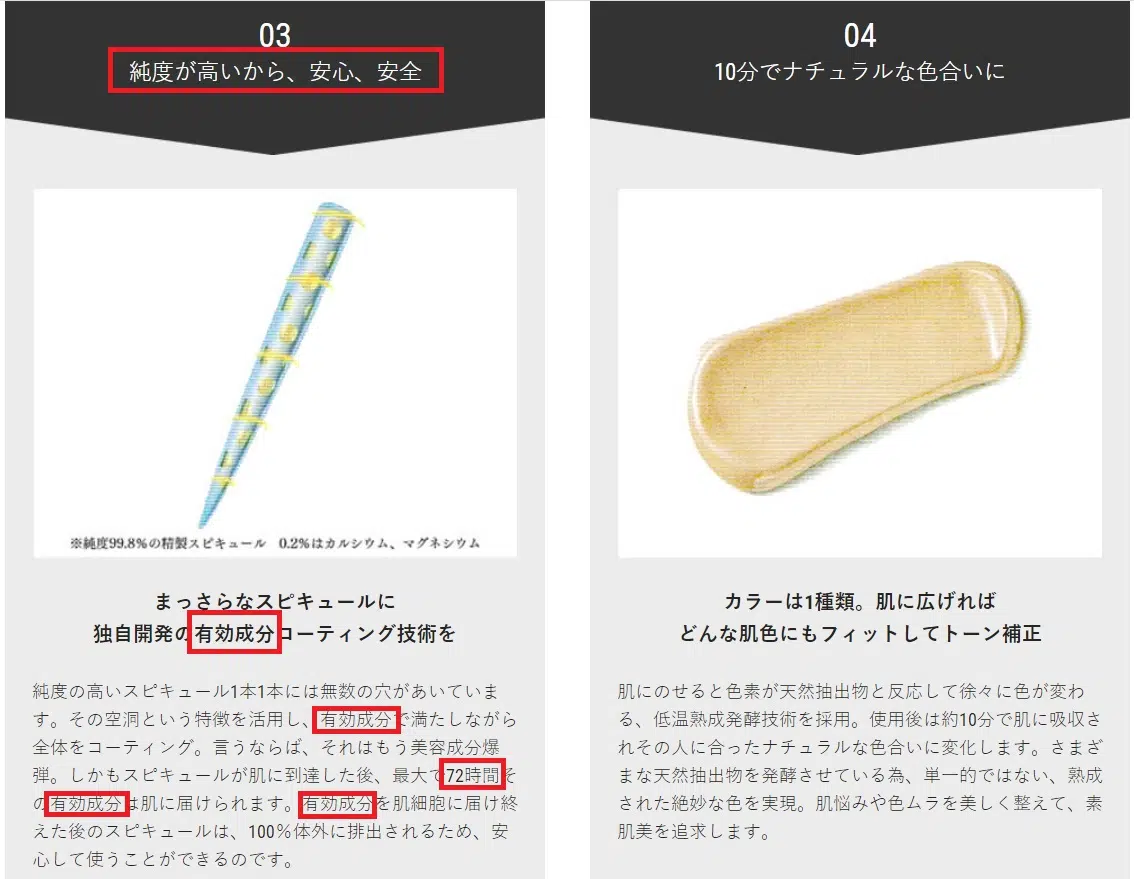 03
純度が高いから、安心、安全
※純度99.8％の精製スピキュール　0.2％はカルシウム、マグネシウム
まっさらなスピキュールに
独自開発の有効成分コーティング技術を
純度の高いスピキュール1本1本には無数の穴があいていま
す。その空洞という特徴を活用し、有効成分で満たしながら
全体をコーティング。言うならば、それはもう美容成分爆
弾。しかもスピキュールが肌に到達した後、最大で72時間そ
の有効成分は肌に届けられます。有効成分を肌細胞に届け終
えた後のスピキュールは、100％体外に排出されるため、安
心して使うことができるのです。
04
10分でナチュラルな色合いに
カラーは1種類。肌に広げれば
どんな肌色にもフィットしてトーン補正
肌にのせると色素が天然抽出物と反応して徐々に色が変わ
る、低温熟成発酵技術を採用。使用後は約10分で肌に吸収さ
れその人に合ったナチュラルな色合いに変化します。さまざ
まな天然抽出物を発酵させている為、単一的ではない、熟成
された絶妙な色を実現。肌悩みや色ムラを美しく整えて、素
肌美を追求します。